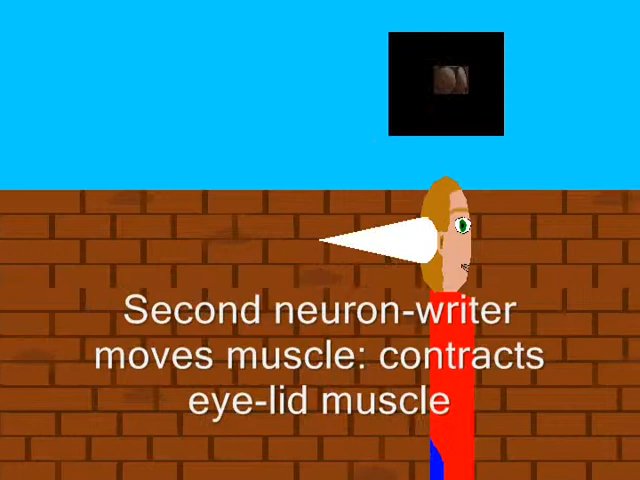 Second neuron-writer
moves muscle: contracts
eye-lid muscle